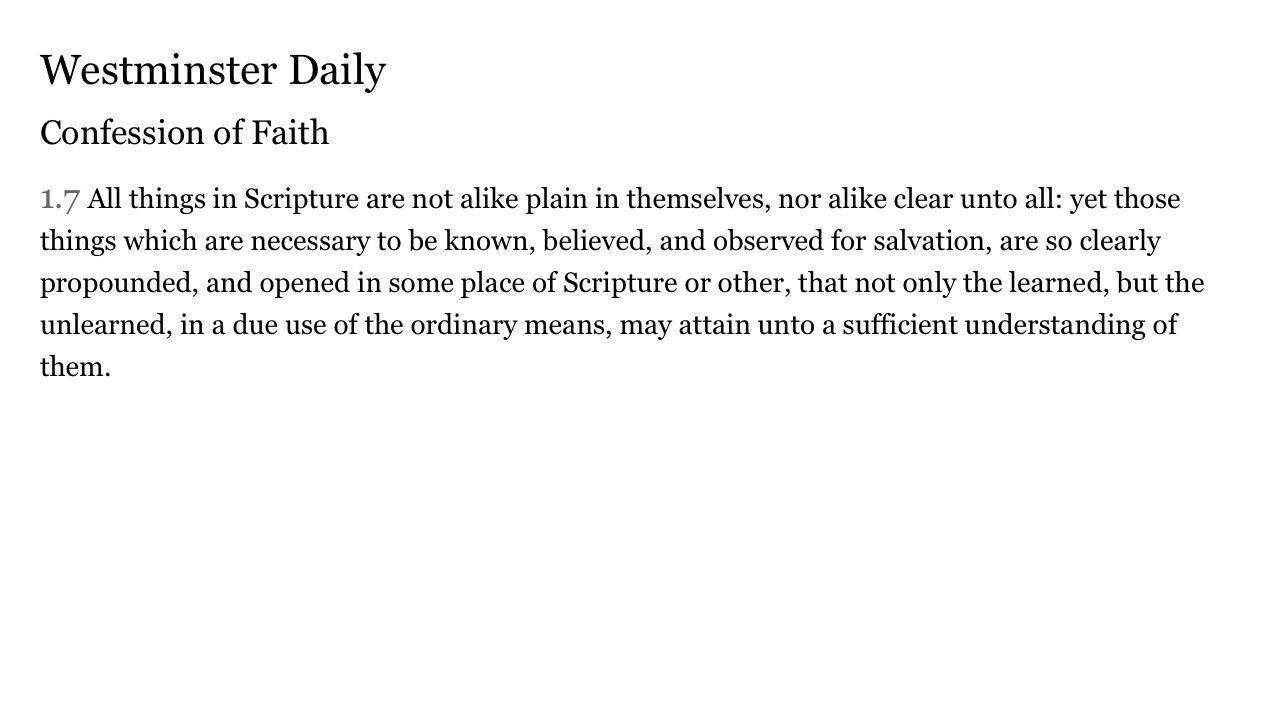 Westminster Daily
Confession of Faith
1.7 All things in Scripture are not alike plain in themselves, nor alike clear unto all: yet those
things which are necessary to be known, believed, and observed for salvation, are so clearly
propounded, and opened in some place of Scripture or other, that not only the learned, but the
unlearned, in a due use of the ordinary means, may attain unto a sufficient understanding of
them.